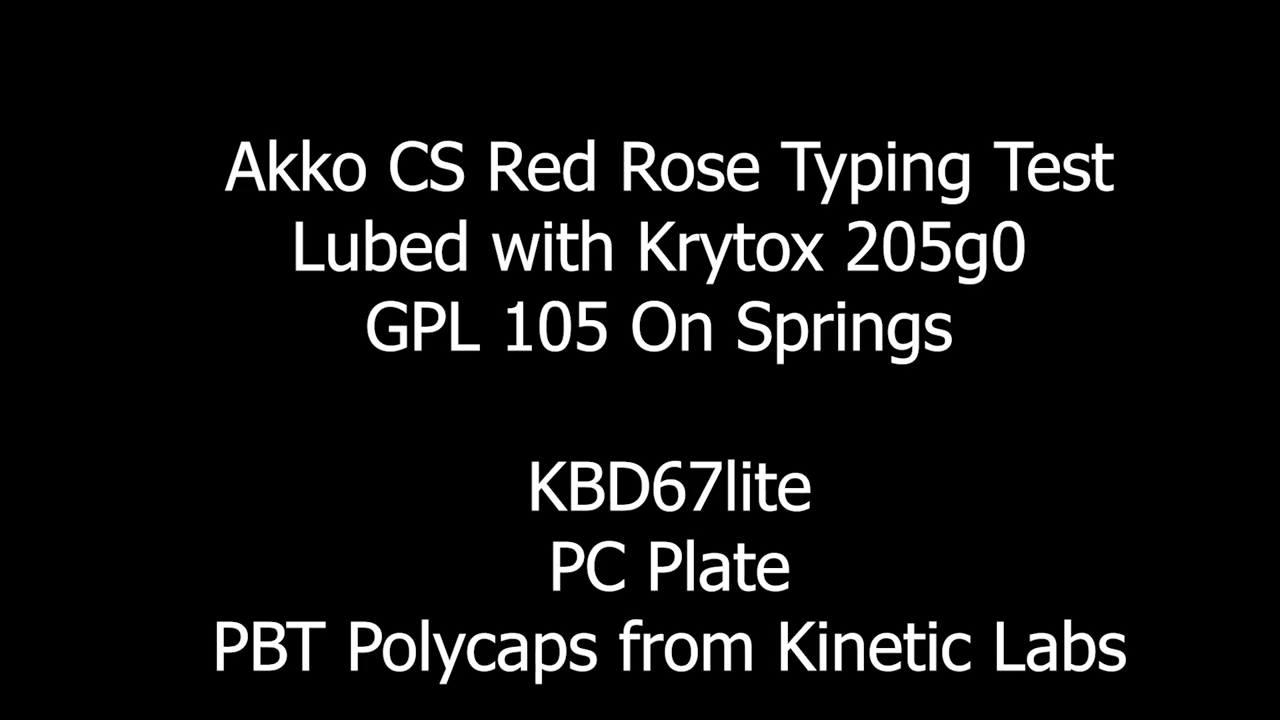 Akko CS Red Rose Typing Test
Lubed with Krytox 205g0
GPL 105 On Springs
KBD67lite
PC Plate
PBT Polycaps from Kinetic Labs